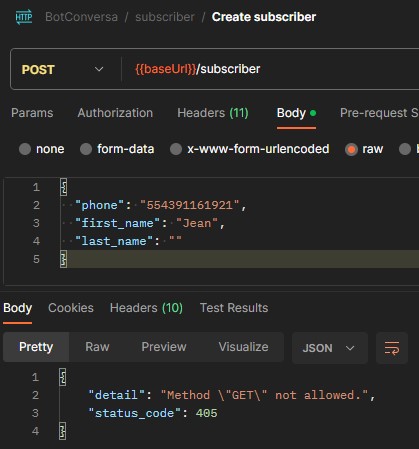 HTTP BotConversa / subscriber / Create subscriber
POST {{baseUrl}}/subscriber
Params Authorization Headers (11) Body Pre-request S
none form-data x-www-form-urlencoded raw b
1 {
2 "phone": "554391161921",
3 "first_name": "Jean",
4 "last_name": ""
5 }
Body Cookies Headers (10) Test Results
Pretty Raw Preview Visualize JSON
1 {
2 "detail": "Method \"GET\" not allowed.",
3 "status_code": 405
4 }